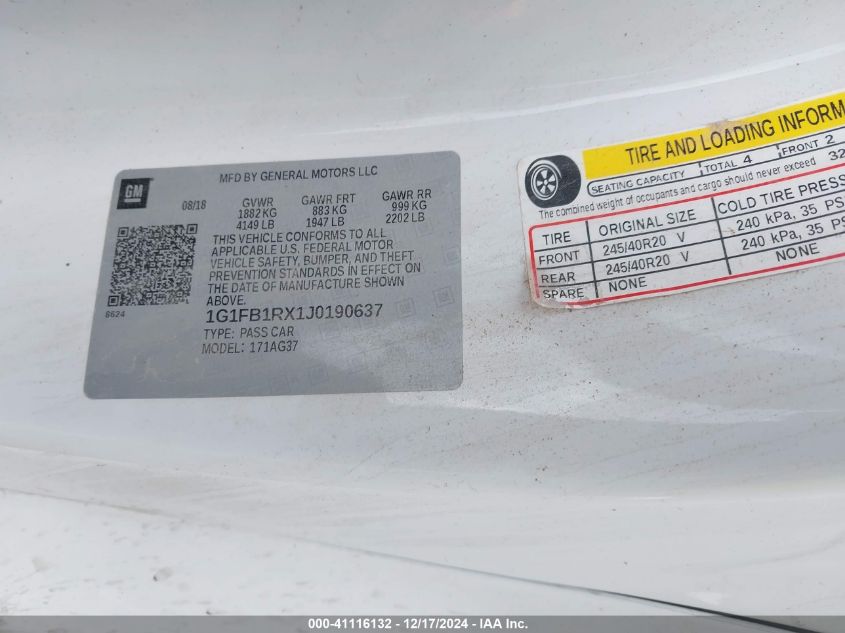 GM
MFD BY GENERAL MOTORS LLC
08/18
GVWR GAWR FRT GAWR RR
1882 KG 883 KG 999 KG
4149 LB 1947 LB 2202 LB
THIS VEHICLE CONFORMS TO ALL
APPLICABLE U.S. FEDERAL MOTOR
VEHICLE SAFETY, BUMPER, AND THEFT
PREVENTION STANDARDS IN EFFECT ON
THE DATE OF MANUFACTURE SHOWN
ABOVE.
8624
1G1FB1RX1J0190637
TYPE: PASS CAR
MODEL: 171AG37
TIRE AND LOADING INFORM
SEATING CAPACITY TOTAL 4 FRONT 2
The combined weight of occupants and cargo should never exceed 32
TIRE ORIGINAL SIZE COLD TIRE PRESS
FRONT 245/40R20 V 240 kPa, 35 PS
REAR 245/40R20 V 240 kPa, 35 PS
SPARE NONE NONE
000-41116132 - 12/17/2024 - IAA Inc.